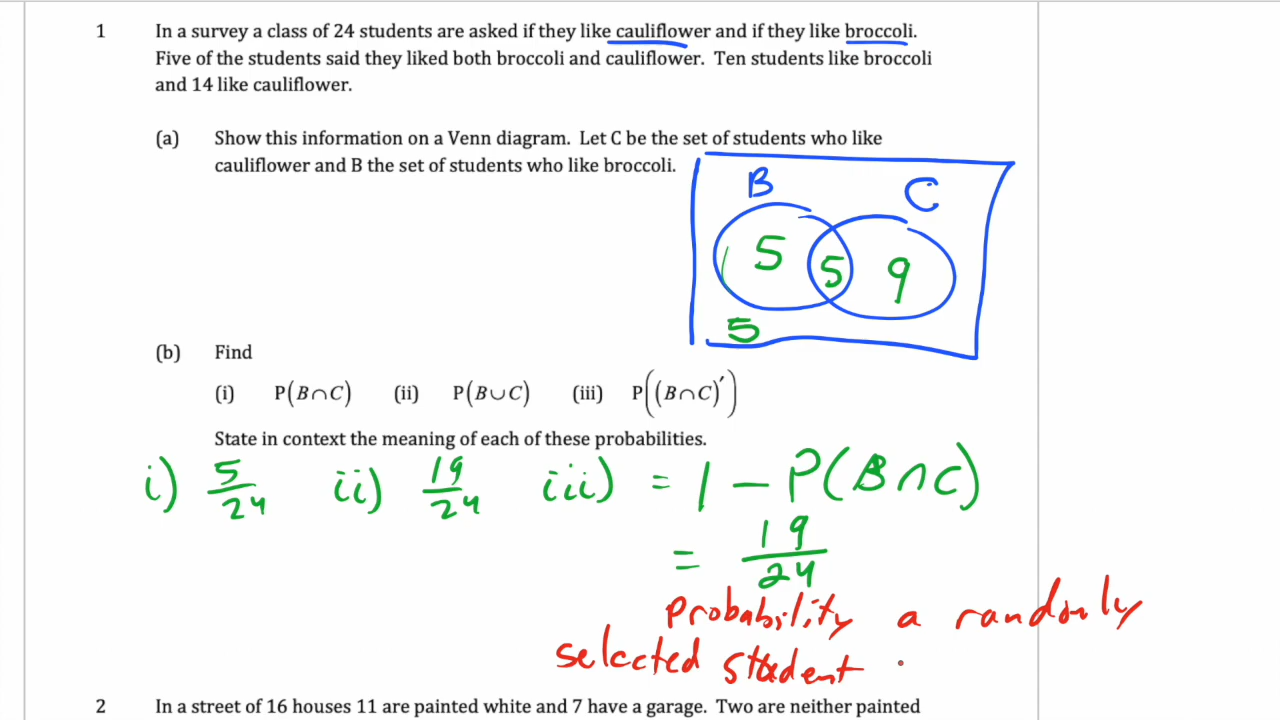 1 In a survey a class of 24 students are asked if they like cauliflower and if they like broccoli.
Five of the students said they liked both broccoli and cauliflower. Ten students like broccoli
and 14 like cauliflower.
(a) Show this information on a Venn diagram. Let C be the set of students who like
cauliflower and B the set of students who like broccoli.
B C
5 5 9
5
(b) Find
(i) P(B∩C) (ii) P(B∪C) (iii) P((B∩C)′)
State in context the meaning of each of these probabilities.
i) 5/24 ii) 19/24 iii) = 1 − P(B∩C)
= 19/24
Probability a randonly
selected student
2 In a street of 16 houses 11 are painted white and 7 have a garage. Two are neither painted